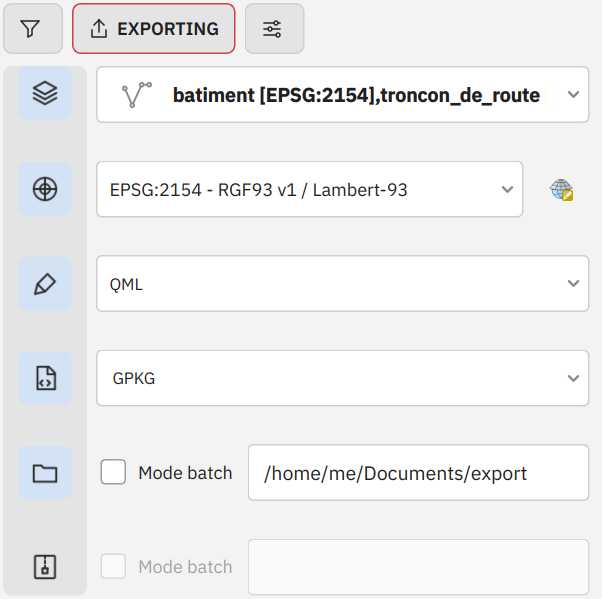 EXPORTING
batiment [EPSG:2154],troncon_de_route
EPSG:2154 - RGF93 v1 / Lambert-93
QML
GPKG
Mode batch /home/me/Documents/export
Mode batch